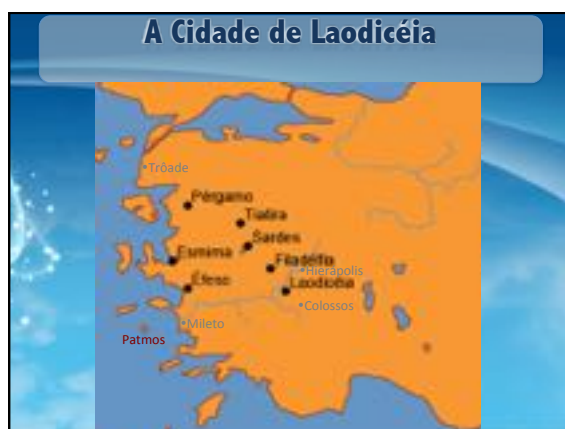 A Cidade de Laodicéia
•Trôade
Pérgamo
Tiatira
Sardes
Esmirna
Filadélfia
•Hierápolis
Éfeso
Laodicéia
•Colossos
•Mileto
Patmos